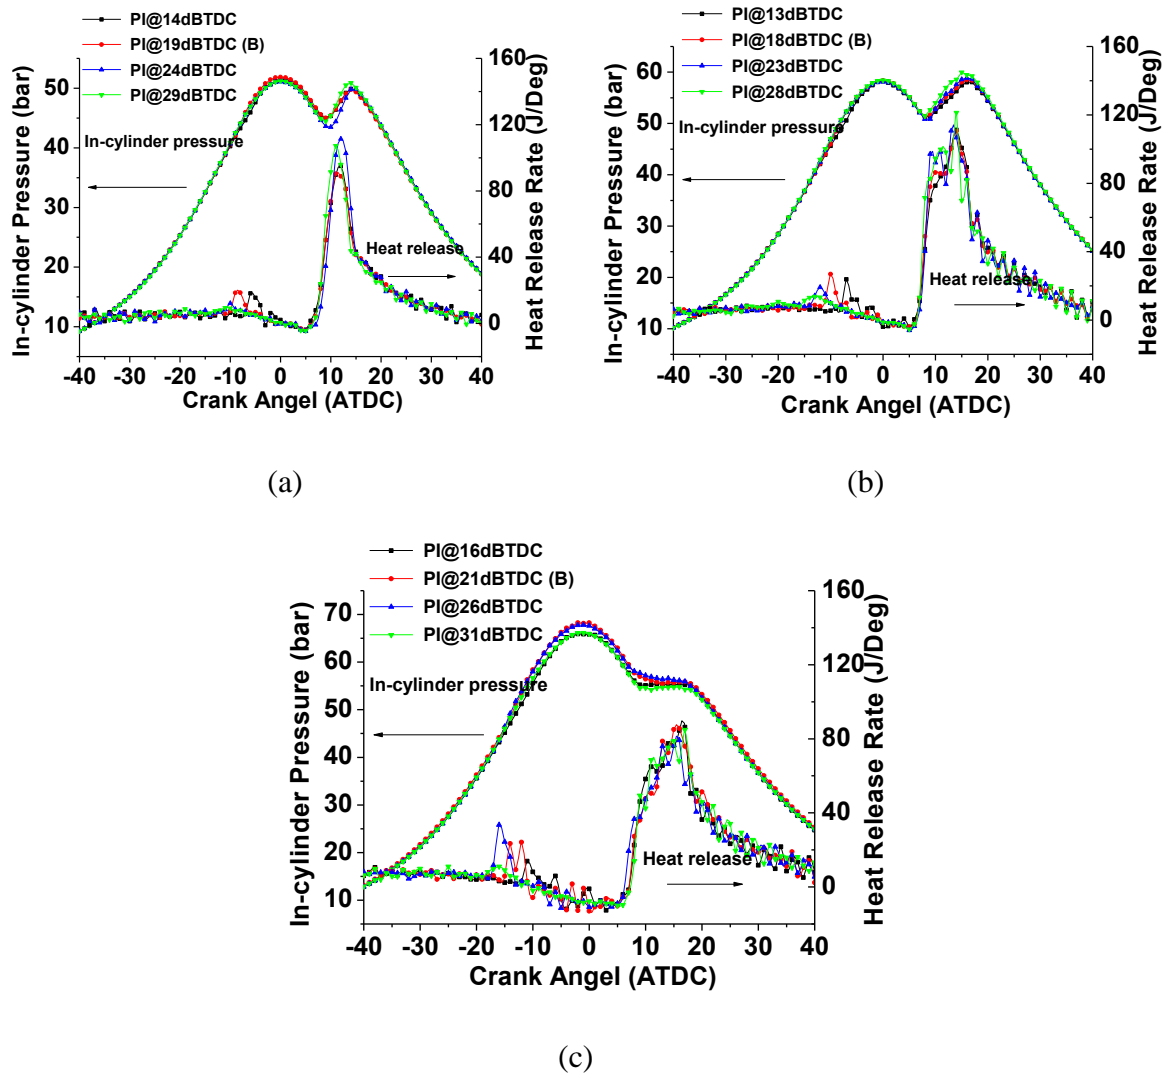 PI@14dBTDC
PI@19dBTDC (B)
PI@24dBTDC
PI@29dBTDC
In-cylinder pressure
Heat release
In-cylinder Pressure (bar)
50
40
30
20
10
Heat Release Rate (J/Deg)
160
120
80
40
0
-40 -30 -20 -10 0 10 20 30 40
Crank Angel (ATDC)
(a)
PI@13dBTDC
PI@18dBTDC (B)
PI@23dBTDC
PI@28dBTDC
In-cylinder pressure
Heat release
In-cylinder Pressure (bar)
60
50
40
30
20
10
Heat Release Rate (J/Deg)
160
120
80
40
0
-40 -30 -20 -10 0 10 20 30 40
Crank Angel (ATDC)
(b)
PI@16dBTDC
PI@21dBTDC (B)
PI@26dBTDC
PI@31dBTDC
In-cylinder pressure
Heat release
In-cylinder Pressure (bar)
70
60
50
40
30
20
10
Heat Release Rate (J/Deg)
160
120
80
40
0
-40 -30 -20 -10 0 10 20 30 40
Crank Angel (ATDC)
(c)